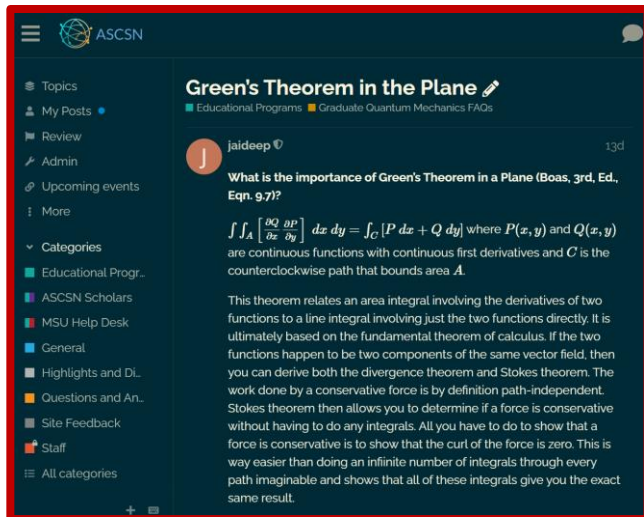 ASCSN
Topics
My Posts
Review
Admin
Upcoming events
More
Categories
Educational Progr...
ASCSN Scholars
MSU Help Desk
General
Highlights and Di...
Questions and An...
Site Feedback
Staff
All categories
Green's Theorem in the Plane
Educational Programs Graduate Quantum Mechanics FAQs
J
jaideep 13d
What is the importance of Green's Theorem in a Plane (Boas, 3rd, Ed.,
Eqn. 9.7)?
∫∫_A [∂Q/∂x ∂P/∂y] dx dy = ∫_C [P dx + Q dy] where P(x, y) and Q(x, y)
are continuous functions with continuous first derivatives and C is the
counterclockwise path that bounds area A.
This theorem relates an area integral involving the derivatives of two
functions to a line integral involving just the two functions directly. It is
ultimately based on the fundamental theorem of calculus. If the two
functions happen to be two components of the same vector field, then
you can derive both the divergence theorem and Stokes theorem. The
work done by a conservative force is by definition path-independent.
Stokes theorem then allows you to determine if a force is conservative
without having to do any integrals. All you have to do to show that a
force is conservative is to show that the curl of the force is zero. This is
way easier than doing an infiinite number of integrals through every
path imaginable and shows that all of these integrals give you the exact
same result.